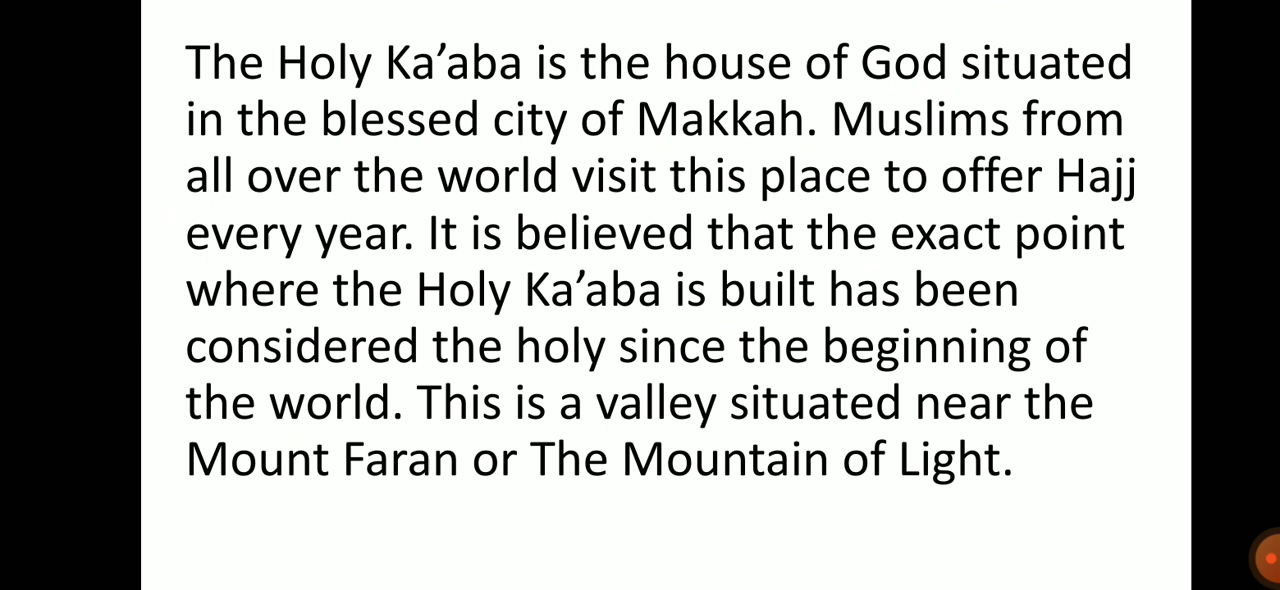 The Holy Ka’aba is the house of God situated
in the blessed city of Makkah. Muslims from
all over the world visit this place to offer Hajj
every year. It is believed that the exact point
where the Holy Ka’aba is built has been
considered the holy since the beginning of
the world. This is a valley situated near the
Mount Faran or The Mountain of Light.